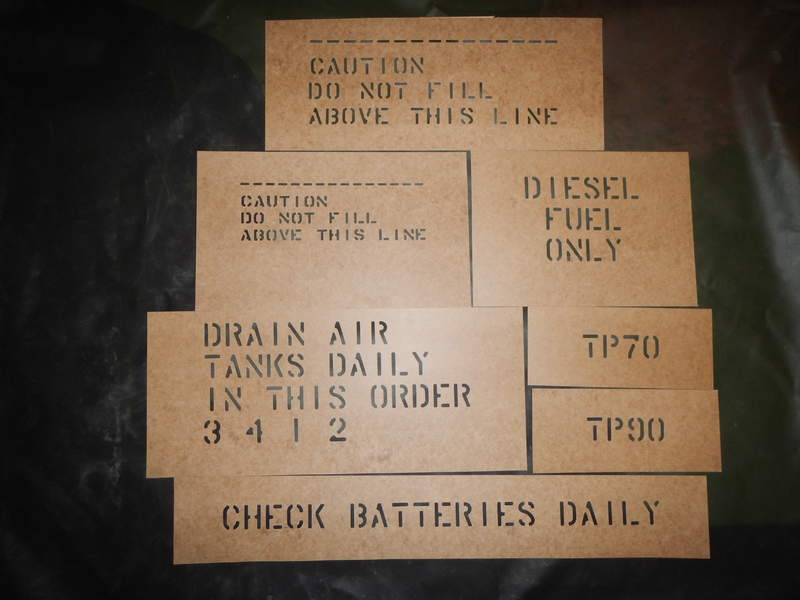 CAUTION
DO NOT FILL
ABOVE THIS LINE
CAUTION
DO NOT FILL
ABOVE THIS LINE
DIESEL
FUEL
ONLY
DRAIN AIR
TANKS DAILY
IN THIS ORDER
3 4 1 2
TP70
TP90
CHECK BATTERIES DAILY